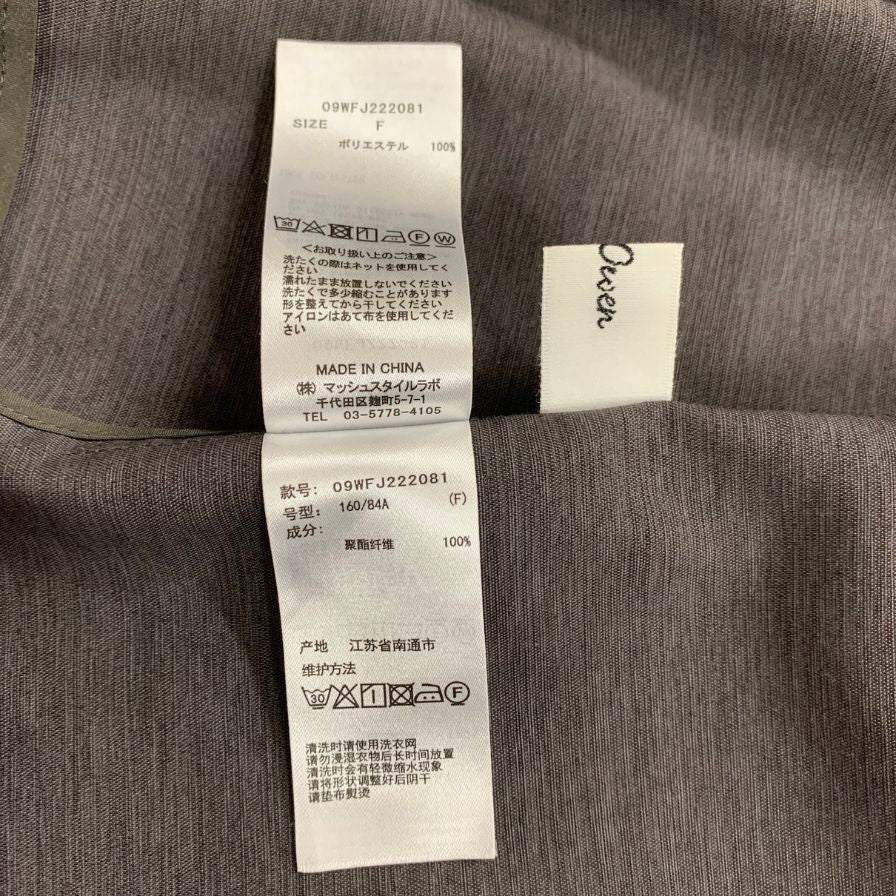 09WFJ222081
SIZE F
ポリエステル 100%
30
<お取り扱い上のご注意>
洗たくの際はネットを使用してく
ださい
濡れたまま放置しないでください
洗たくで多少縮むことがあります
形を整えてから干してください
アイロンはあて布を使用してくだ
さい
MADE IN CHINA
(株) マッシュスタイルラボ
千代田区麹町5-7-1
TEL 03-5778-4105
Owen
款号: 09WFJ222081
号型: 160/84A (F)
成分:
聚酯纤维 100%
产地 江苏省南通市
维护方法
30
清洗时请使用洗衣网
请勿浸湿衣物后长时间放置
清洗时会有轻微缩水现象
请将形状调整好后阴干
请垫布熨烫